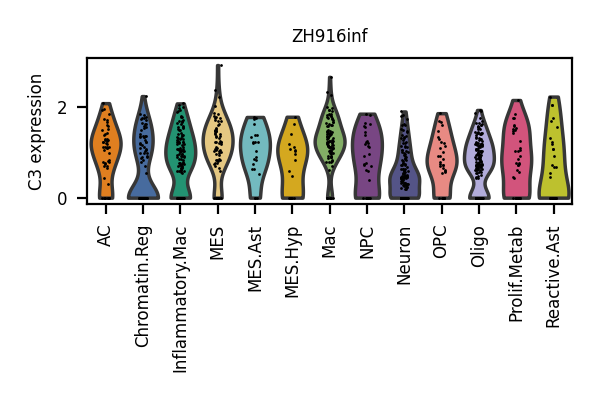 ZH916inf
C3 expression
2
0
AC
Chromatin.Reg
Inflammatory.Mac
MES
MES.Ast
MES.Hyp
Mac
NPC
Neuron
OPC
Oligo
Prolif.Metab
Reactive.Ast